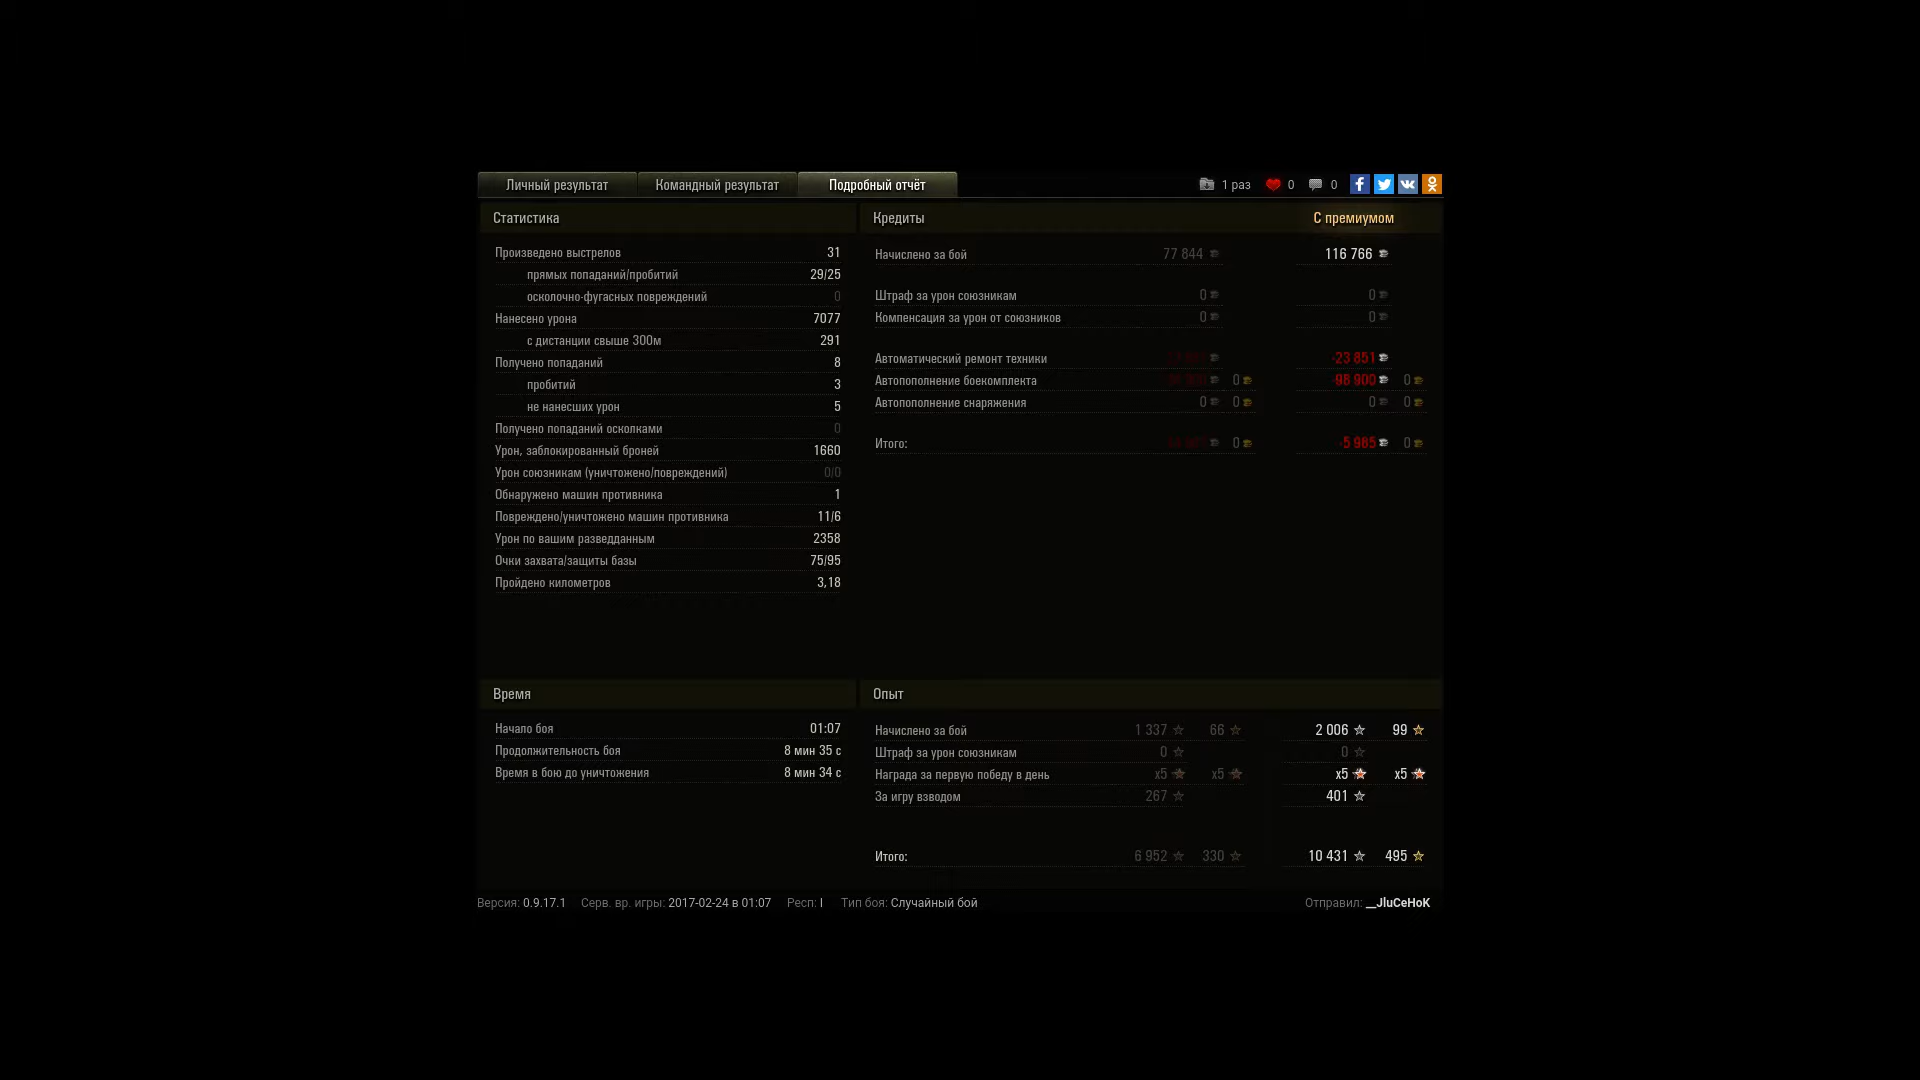 Личный результат Командный результат Подробный отчёт 1 раз 0 0
Статистика
Произведено выстрелов 31
прямых попаданий/пробитий 29/25
осколочно-фугасных повреждений 0
Нанесено урона 7077
с дистанции свыше 300м 291
Получено попаданий 8
пробитий 3
не нанесших урон 5
Получено попаданий осколками 0
Урон, заблокированный броней 1660
Урон союзникам (уничтожено/повреждений) 0/0
Обнаружено машин противника 1
Повреждено/уничтожено машин противника 11/6
Урон по вашим разведданным 2358
Очки захвата/защиты базы 75/95
Пройдено километров 3,18
Кредиты С премиумом
Начислено за бой 77 844 116 766
Штраф за урон союзникам 0 0
Компенсация за урон от союзников 0 0
Автоматический ремонт техники -23 851
Автопополнение боекомплекта 0 -98 900 0
Автопополнение снаряжения 0 0 0 0
Итого: 0 -5 985 0
Время
Начало боя 01:07
Продолжительность боя 8 мин 35 с
Время в бою до уничтожения 8 мин 34 с
Опыт
Начислено за бой 1 337 66 2 006 99
Штраф за урон союзникам 0 0
Награда за первую победу в день x5 x5 x5 x5
За игру взводом 267 401
Итого: 6 952 330 10 431 495
Версия: 0.9.17.1 Серв. вр. игры: 2017-02-24 в 01:07 Респ: I Тип боя: Случайный бой Отправил: __JluCeHoK